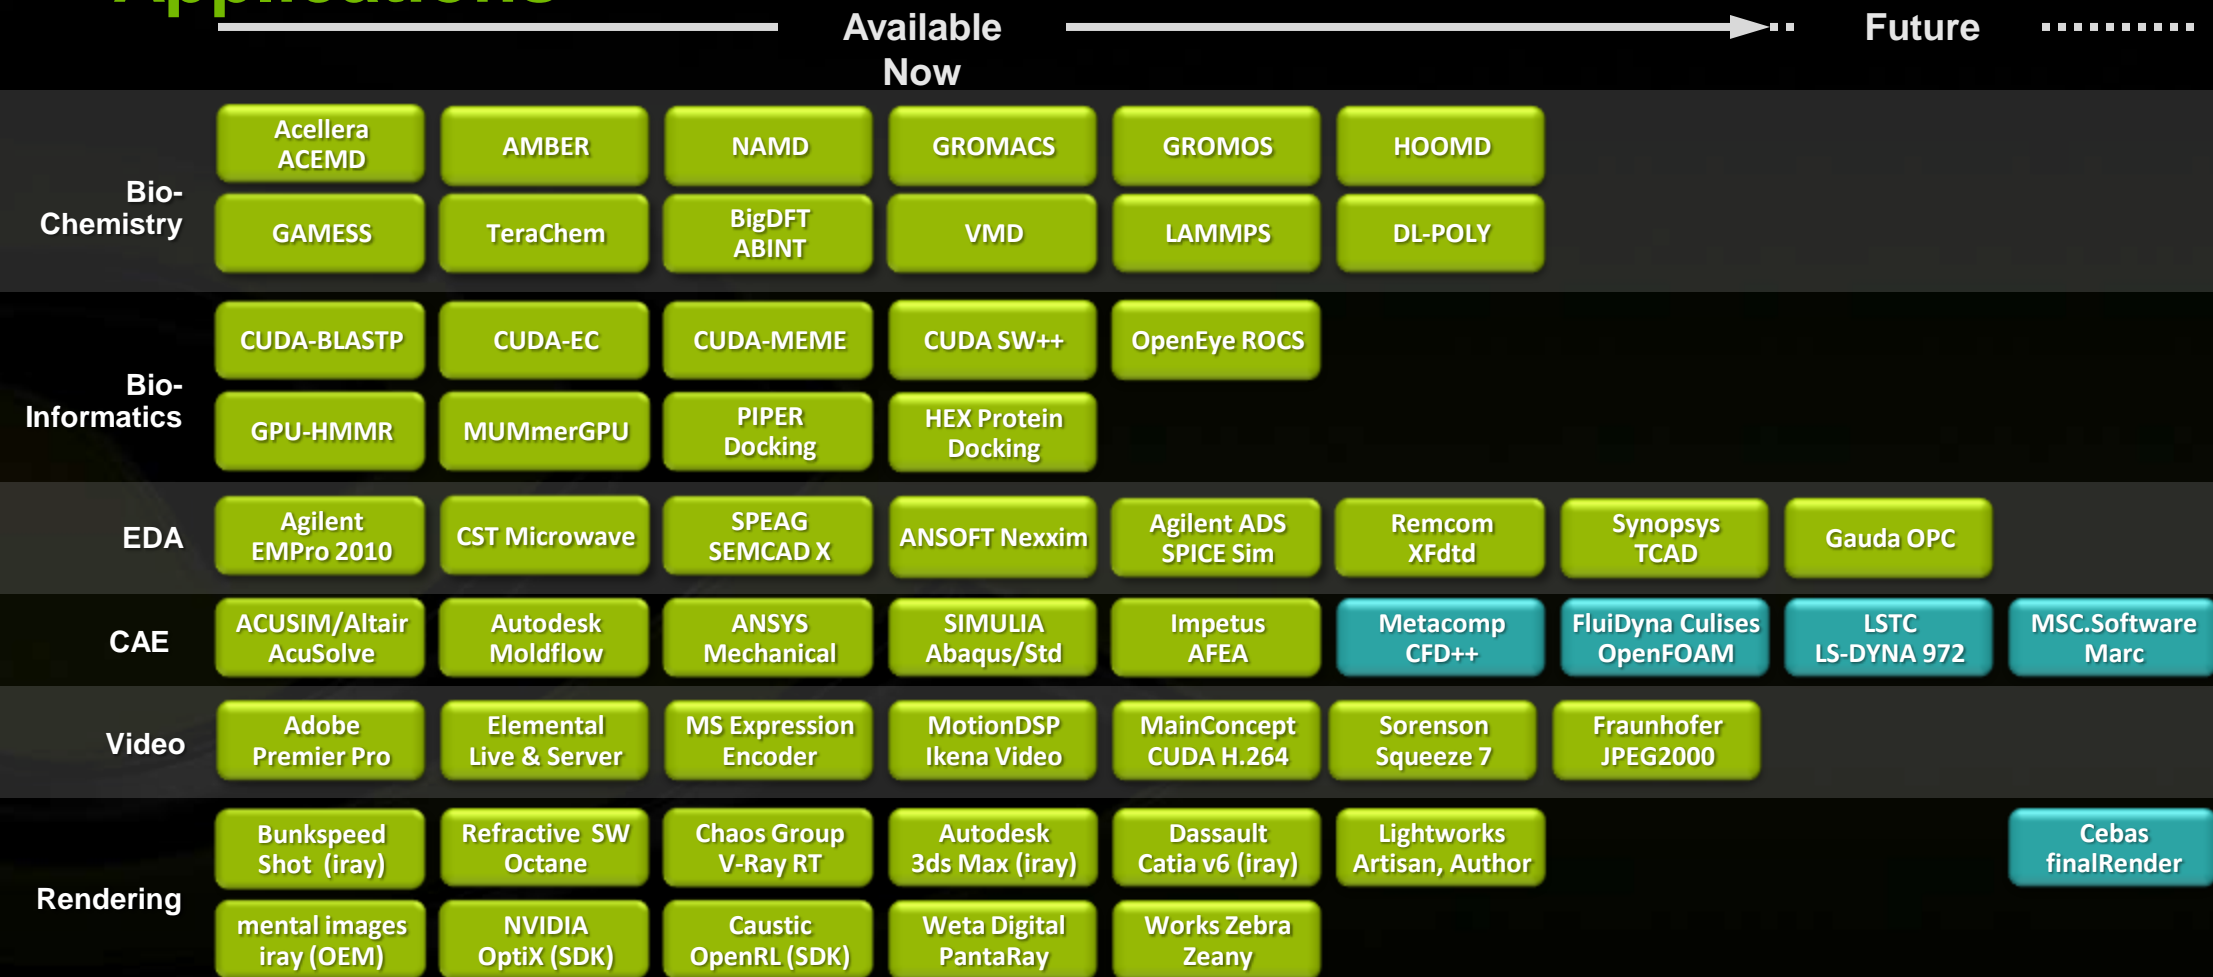 Applications
Available
Now
Future
Bio-
Chemistry
Acellera
ACEMD
AMBER
NAMD
GROMACS
GROMOS
HOOMD
GAMESS
TeraChem
BigDFT
ABINT
VMD
LAMMPS
DL-POLY
Bio-
Informatics
CUDA-BLASTP
CUDA-EC
CUDA-MEME
CUDA SW++
OpenEye ROCS
GPU-HMMR
MUMmerGPU
PIPER
Docking
HEX Protein
Docking
EDA
Agilent
EMPro 2010
CST Microwave
SPEAG
SEMCAD X
ANSOFT Nexxim
Agilent ADS
SPICE Sim
Remcom
XFdtd
Synopsys
TCAD
Gauda OPC
CAE
ACUSIM/Altair
AcuSolve
Autodesk
Moldflow
ANSYS
Mechanical
SIMULIA
Abaqus/Std
Impetus
AFEA
Metacomp
CFD++
FluiDyna Culises
OpenFOAM
LSTC
LS-DYNA 972
MSC.Software
Marc
Video
Adobe
Premier Pro
Elemental
Live & Server
MS Expression
Encoder
MotionDSP
Ikena Video
MainConcept
CUDA H.264
Sorenson
Squeeze 7
Fraunhofer
JPEG2000
Rendering
Bunkspeed
Shot (iray)
Refractive SW
Octane
Chaos Group
V-Ray RT
Autodesk
3ds Max (iray)
Dassault
Catia v6 (iray)
Lightworks
Artisan, Author
Cebas
finalRender
mental images
iray (OEM)
NVIDIA
OptiX (SDK)
Caustic
OpenRL (SDK)
Weta Digital
PantaRay
Works Zebra
Zeany